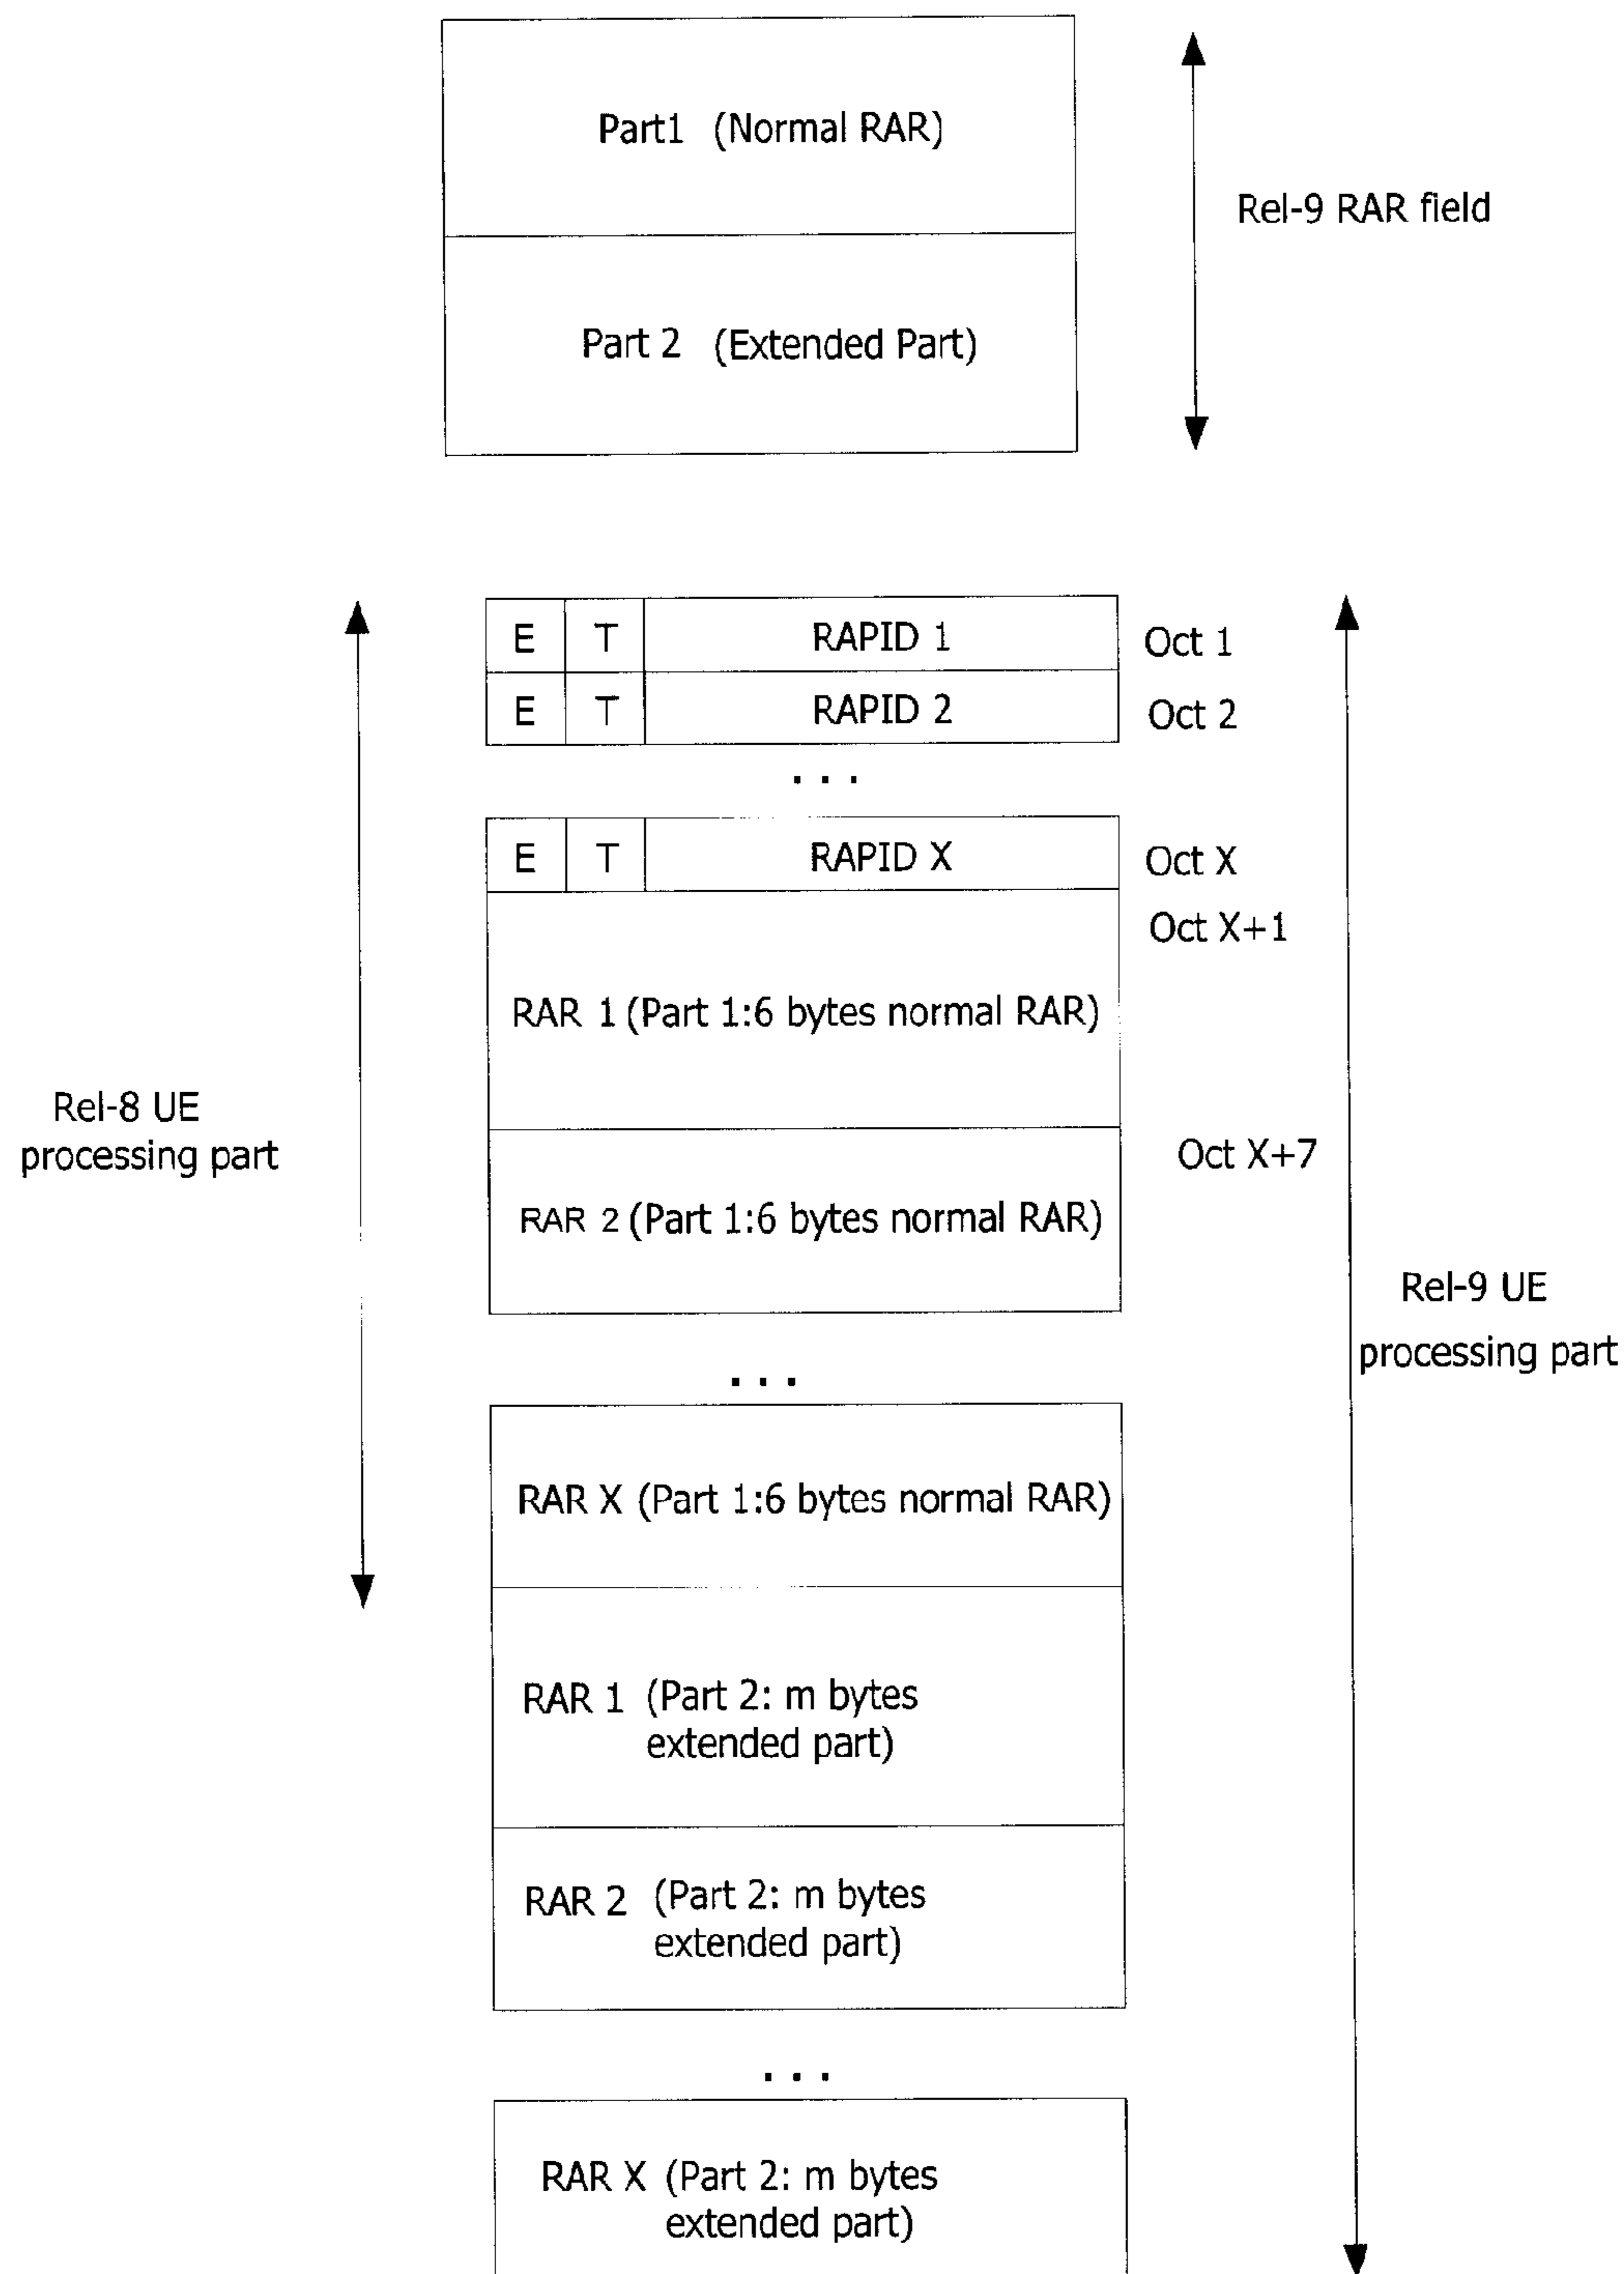 Part1 (Normal RAR)
Rel-9 RAR field
Part 2 (Extended Part)
E T RAPID 1 Oct 1
E T RAPID 2 Oct 2
...
E T RAPID X Oct X
Oct X+1
RAR 1 (Part 1:6 bytes normal RAR)
Rel-8 UE
processing part
Oct X+7
RAR 2 (Part 1:6 bytes normal RAR)
Rel-9 UE
processing part
...
RAR X (Part 1:6 bytes normal RAR)
RAR 1 (Part 2: m bytes
extended part)
RAR 2 (Part 2: m bytes
extended part)
...
RAR X (Part 2: m bytes
extended part)